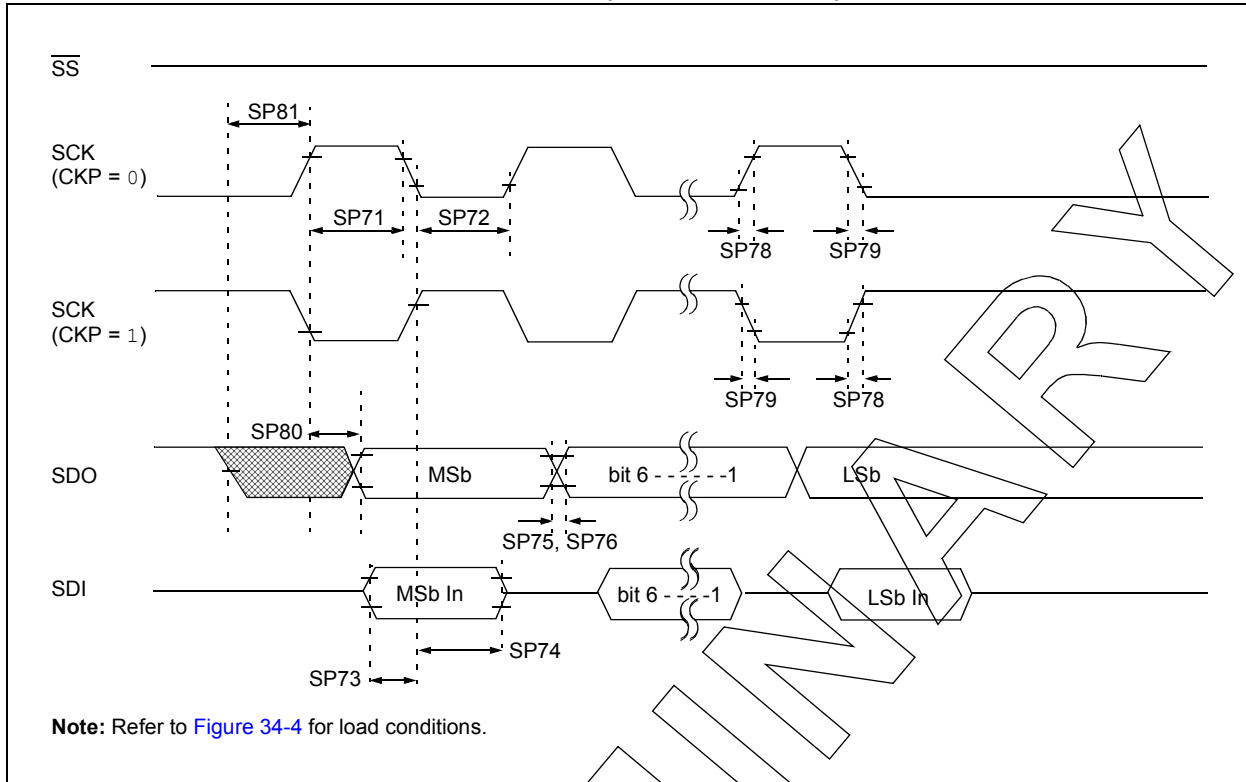 SS
SP81
SCK
(CKP = 0)
SP71
SP72
SP78
SP79
SCK
(CKP = 1)
SP79
SP78
SP80
SDO
MSb
bit 6 - - - - - -1
LSb
SP75, SP76
SDI
MSb In
bit 6 - - - - -1
LSb In
SP74
SP73
Note: Refer to Figure 34-4 for load conditions.
INARY